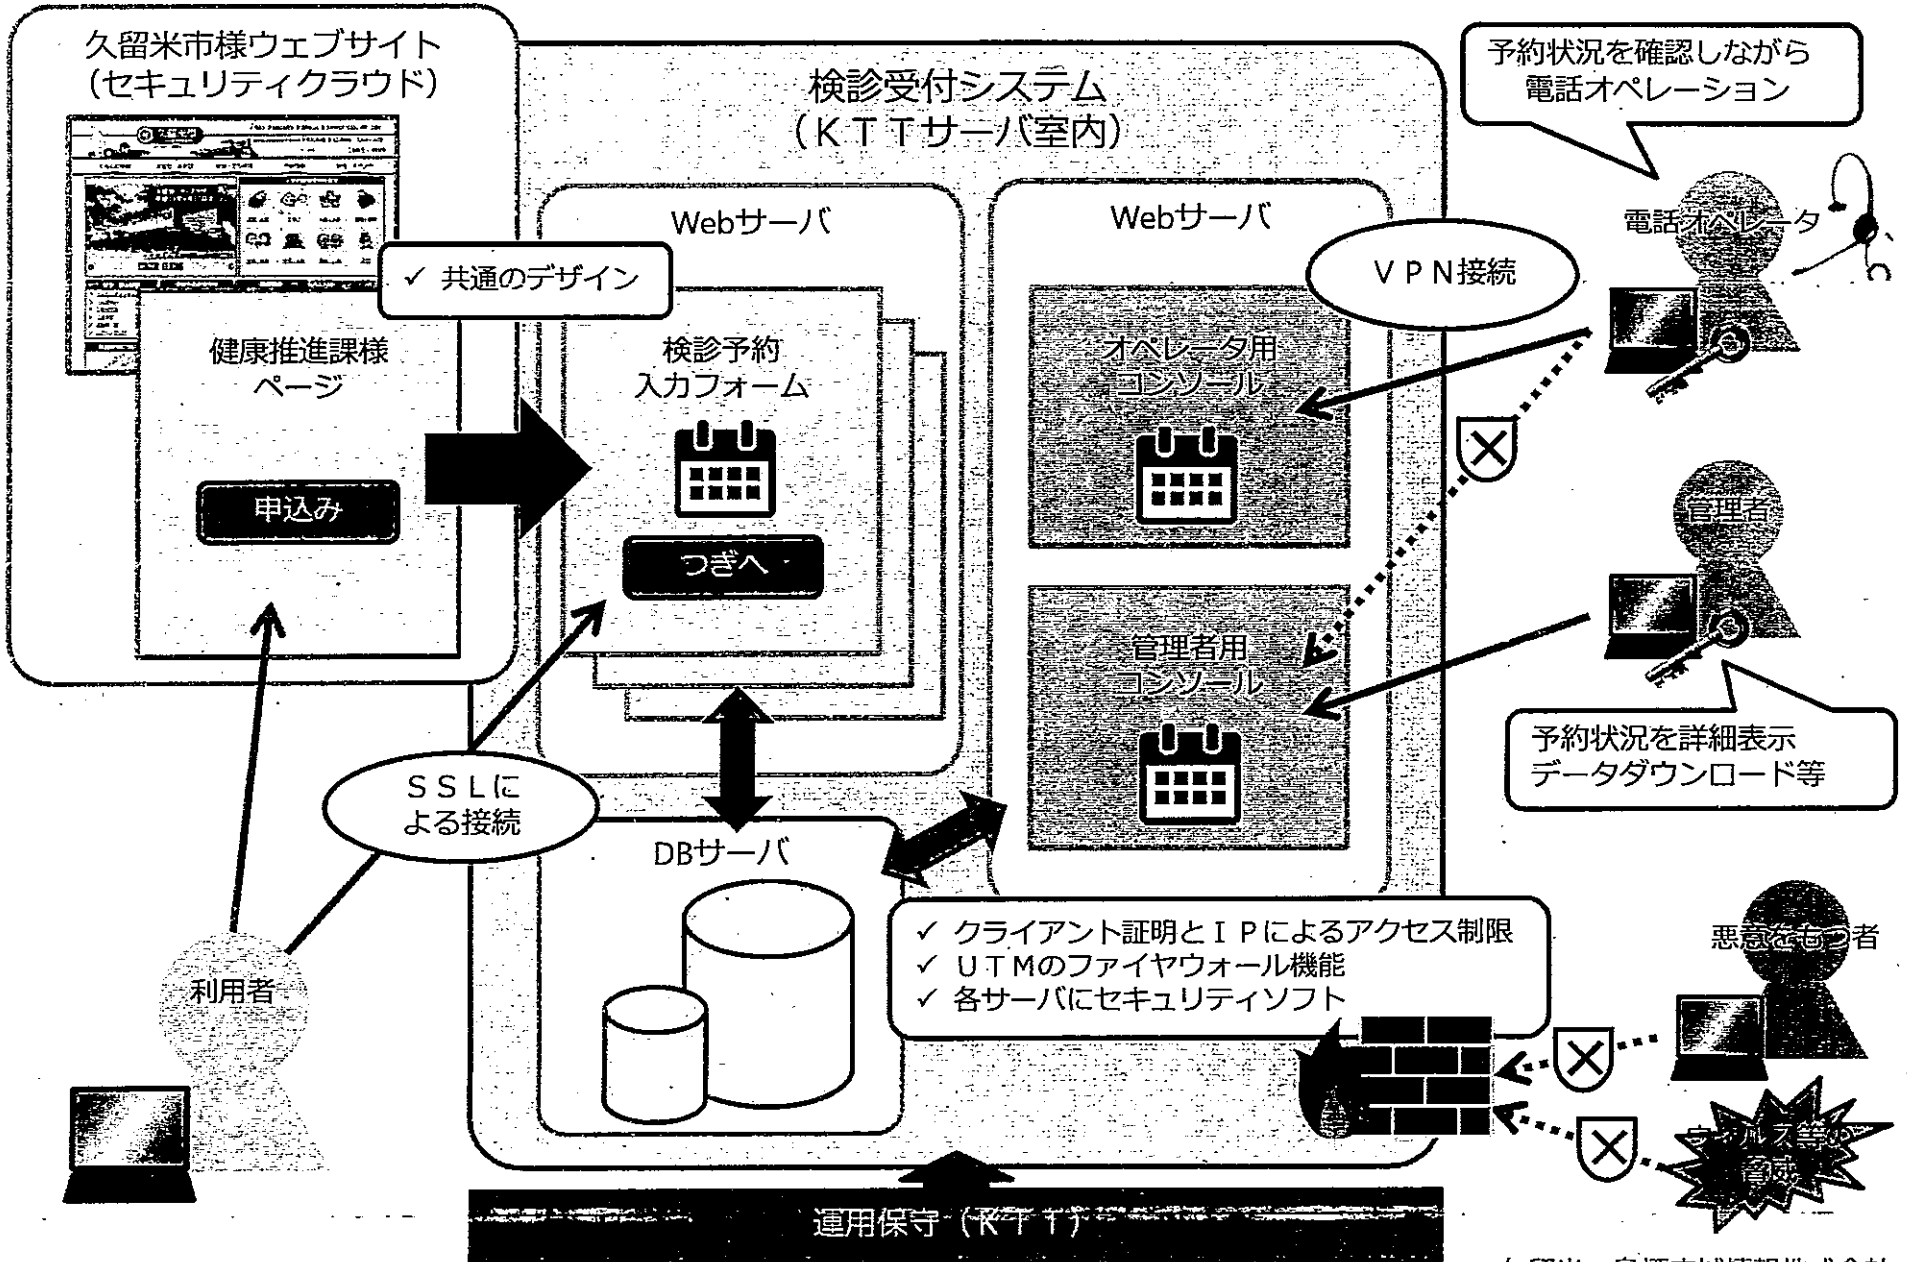 久留米市様ウェブサイト
(セキュリティクラウド)
検診受付システム
(KTTサーバ室内)
予約状況を確認しながら
電話オペレーション
Webサーバ
Webサーバ
電話オペレータ
VPN接続
✓ 共通のデザイン
健康推進課様
ページ
検診予約
入力フォーム
オペレータ用
コンソール
申込み
つぎへ
管理者
管理者用
コンソール
予約状況を詳細表示
データダウンロード等
SSLに
よる接続
DBサーバ
✓ クライアント証明とIPによるアクセス制限
✓ UTMのファイヤウォール機能
✓ 各サーバにセキュリティソフト
悪意をもつ者
利用者
ウィルス等の
脅威
運用保守(KTT)